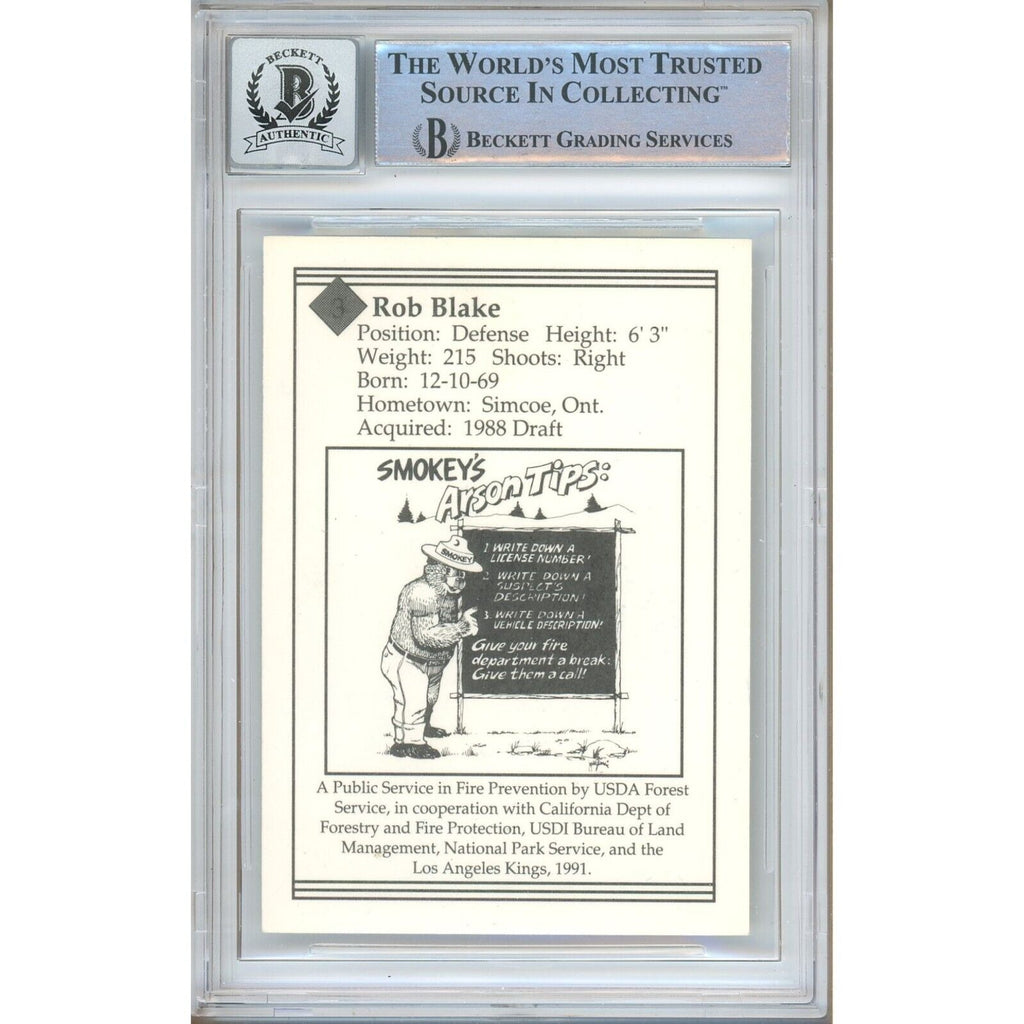 BECKETT
AUTHENTIC
THE WORLD'S MOST TRUSTED
SOURCE IN COLLECTING™
B BECKETT GRADING SERVICES
3 Rob Blake
Position: Defense Height: 6' 3"
Weight: 215 Shoots: Right
Born: 12-10-69
Hometown: Simcoe, Ont.
Acquired: 1988 Draft
SMOKEY'S
Arson Tips:
SMOKEY
1 WRITE DOWN A
LICENSE NUMBER!
2. WRITE DOWN A
SUSPECT'S
DESCRIPTION!
3. WRITE DOWN A
VEHICLE DESCRIPTION!
Give your fire
department a break:
Give them a call!
A Public Service in Fire Prevention by USDA Forest
Service, in cooperation with California Dept of
Forestry and Fire Protection, USDI Bureau of Land
Management, National Park Service, and the
Los Angeles Kings, 1991.